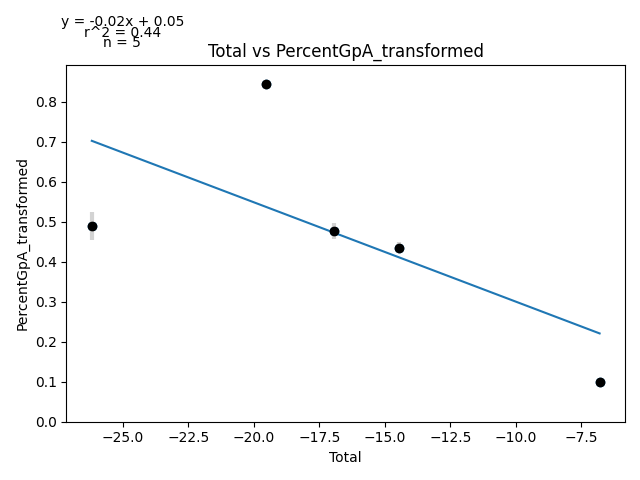 y = -0.02x + 0.05
r^2 = 0.44
n = 5
Total vs PercentGpA_transformed
PercentGpA_transformed
0.8
0.7
0.6
0.5
0.4
0.3
0.2
0.1
0.0
−25.0 −22.5 −20.0 −17.5 −15.0 −12.5 −10.0 −7.5
Total